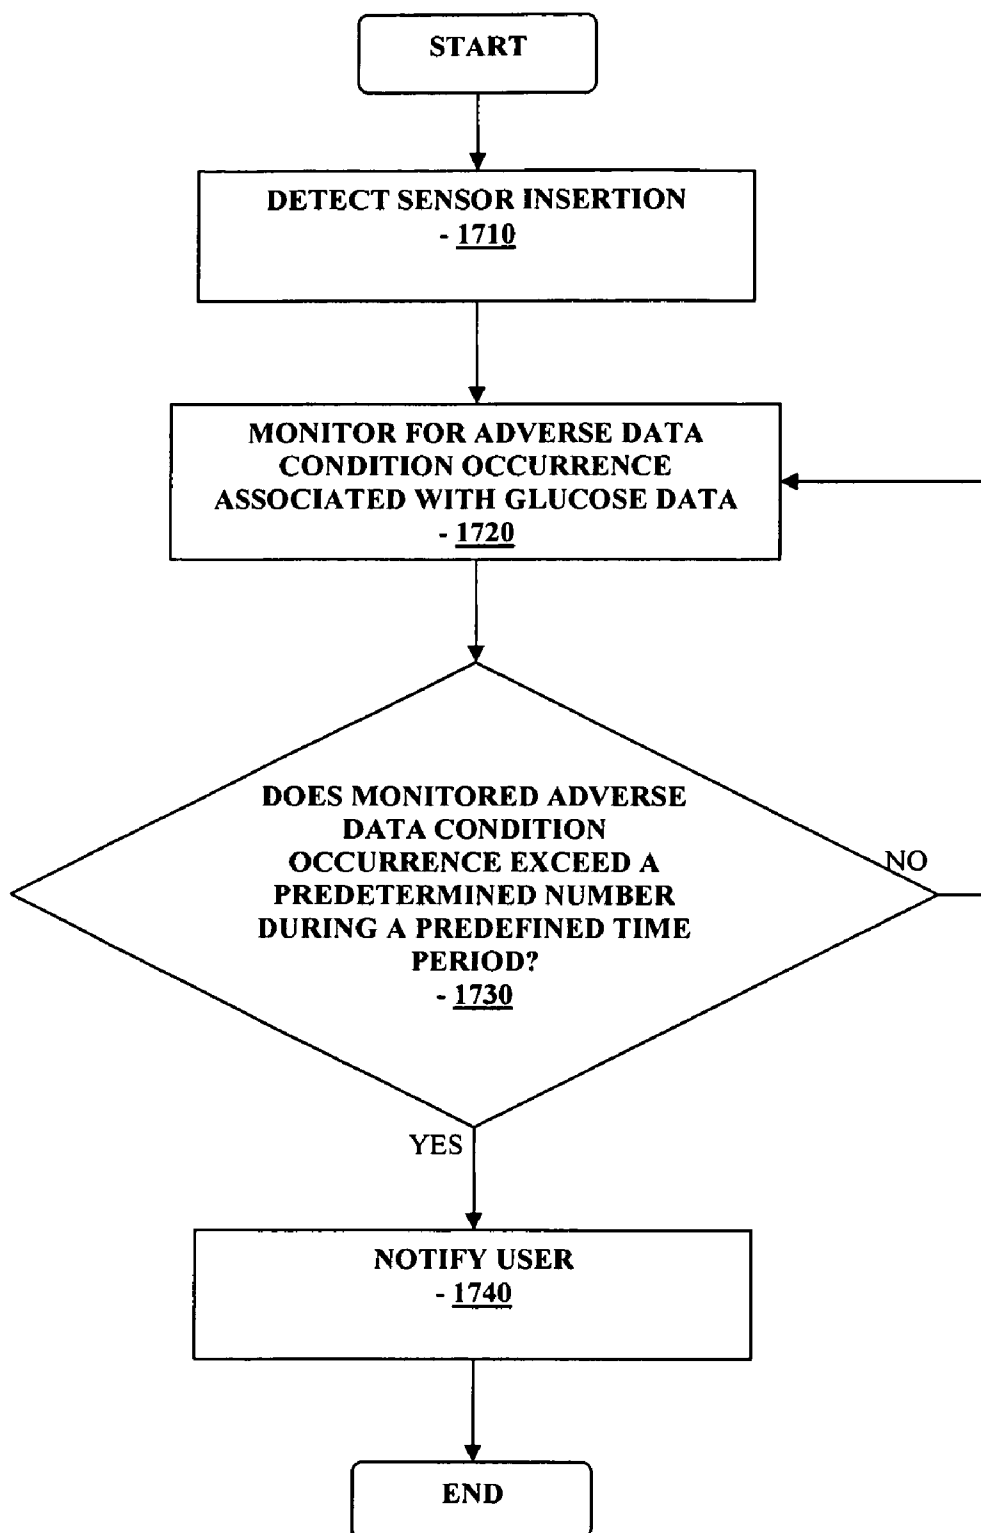 START
DETECT SENSOR INSERTION
- 1710
MONITOR FOR ADVERSE DATA
CONDITION OCCURRENCE
ASSOCIATED WITH GLUCOSE DATA
- 1720
DOES MONITORED ADVERSE
DATA CONDITION
OCCURRENCE EXCEED A
PREDETERMINED NUMBER
DURING A PREDEFINED TIME
PERIOD?
- 1730
NO
YES
NOTIFY USER
- 1740
END